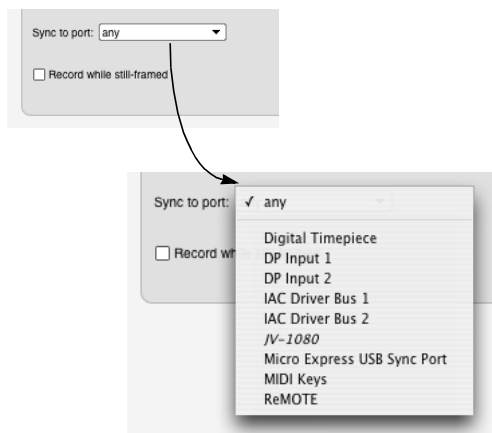 Sync to port: any
Record while still-framed
Sync to port: ✓ any
Digital Timepiece
Record wh
DP Input 1
DP Input 2
IAC Driver Bus 1
IAC Driver Bus 2
JV-1080
Micro Express USB Sync Port
MIDI Keys
ReMOTE